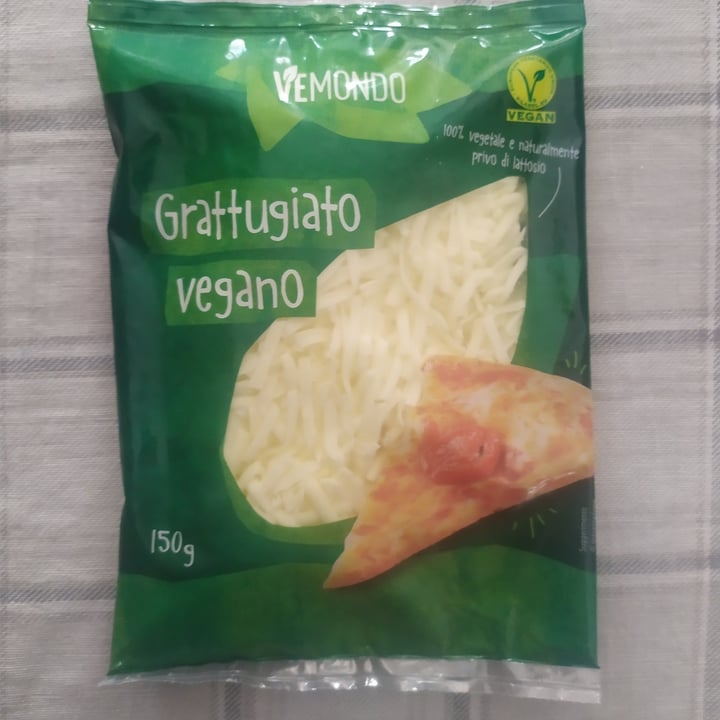 VEMONDO
VEGAN
100% vegetale e naturalmente
privo di lattosio
Grattugiato
vegano
150g